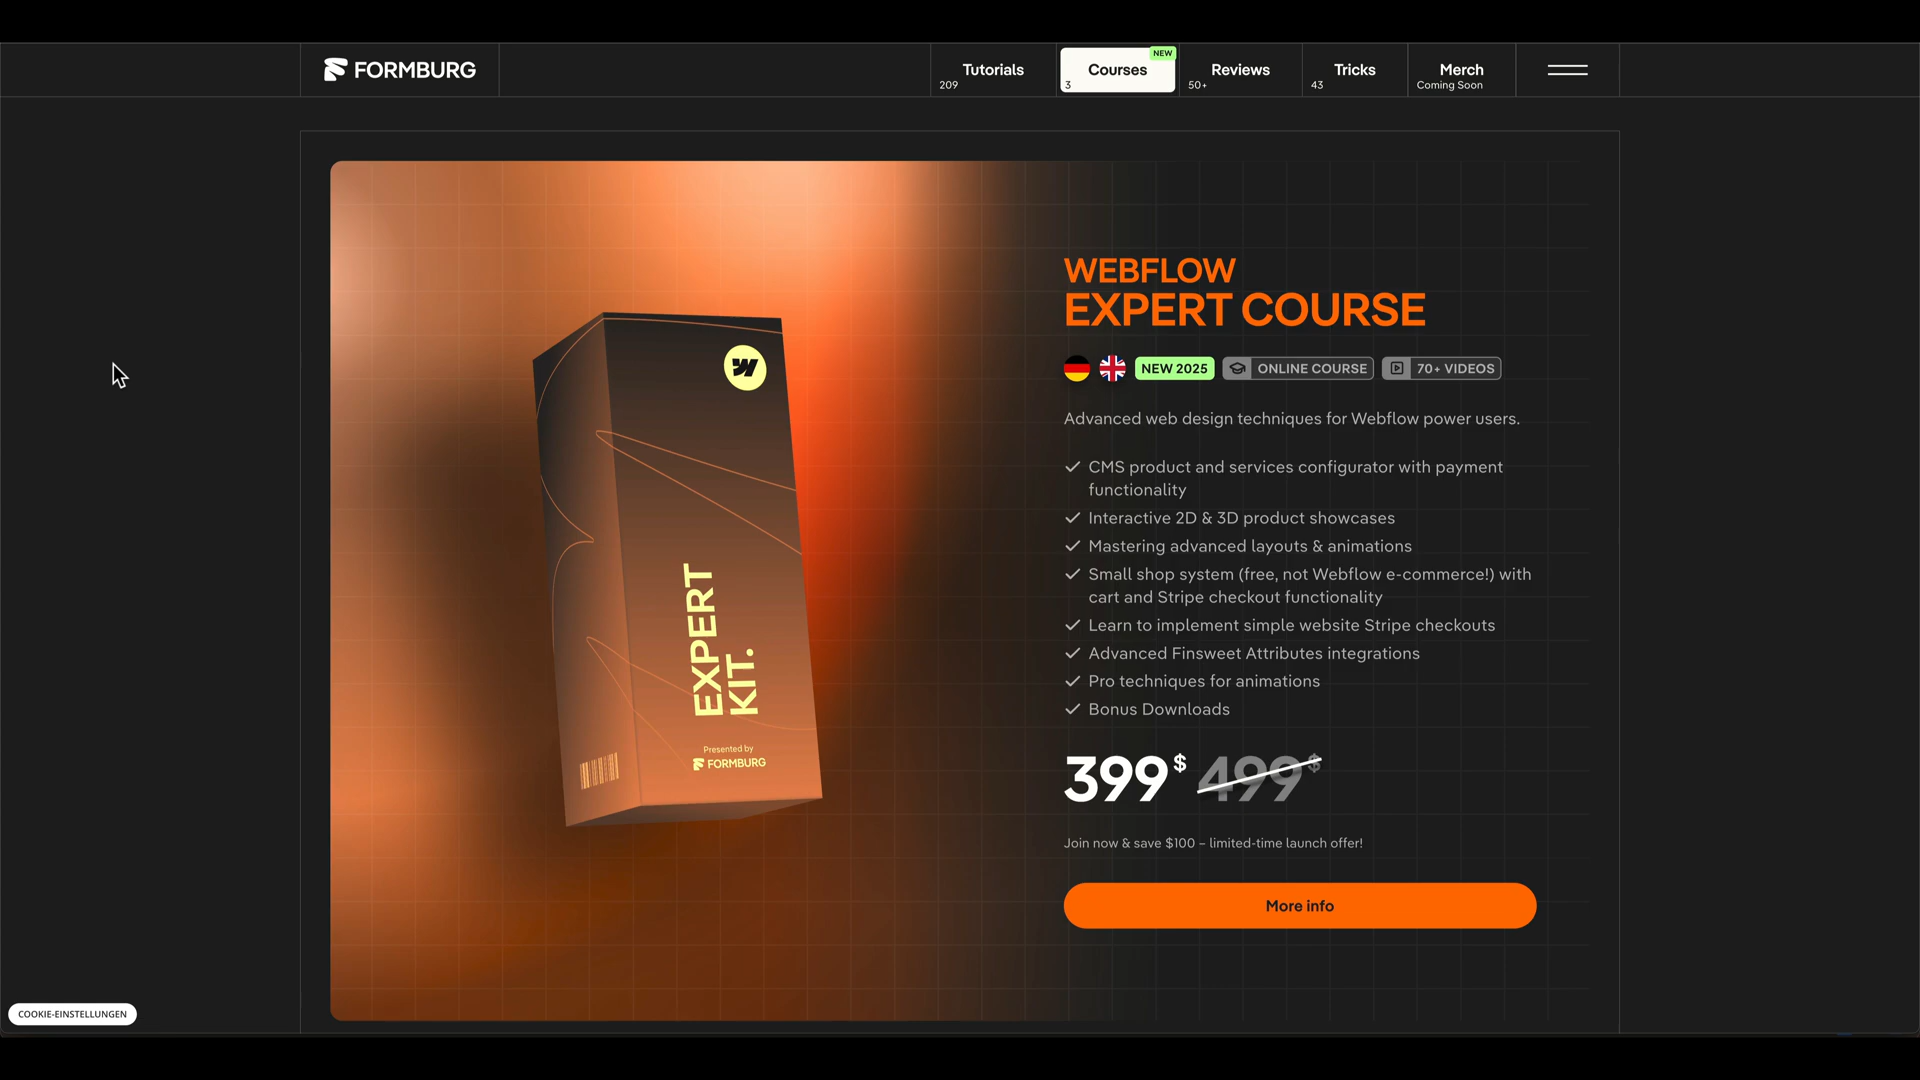 FORMBURG
Tutorials
209
Courses
NEW
3
Reviews
50+
Tricks
43
Merch
Coming Soon
WEBFLOW
EXPERT COURSE
NEW 2025
ONLINE COURSE
70+ VIDEOS
Advanced web design techniques for Webflow power users.
CMS product and services configurator with payment
functionality
Interactive 2D & 3D product showcases
Mastering advanced layouts & animations
Small shop system (free, not Webflow e-commerce!) with
cart and Stripe checkout functionality
Learn to implement simple website Stripe checkouts
Advanced Finsweet Attributes integrations
Pro techniques for animations
Bonus Downloads
399$ 499$
Join now & save $100 – limited-time launch offer!
More info
EXPERT
KIT.
Presented by
FORMBURG
COOKIE-EINSTELLUNGEN